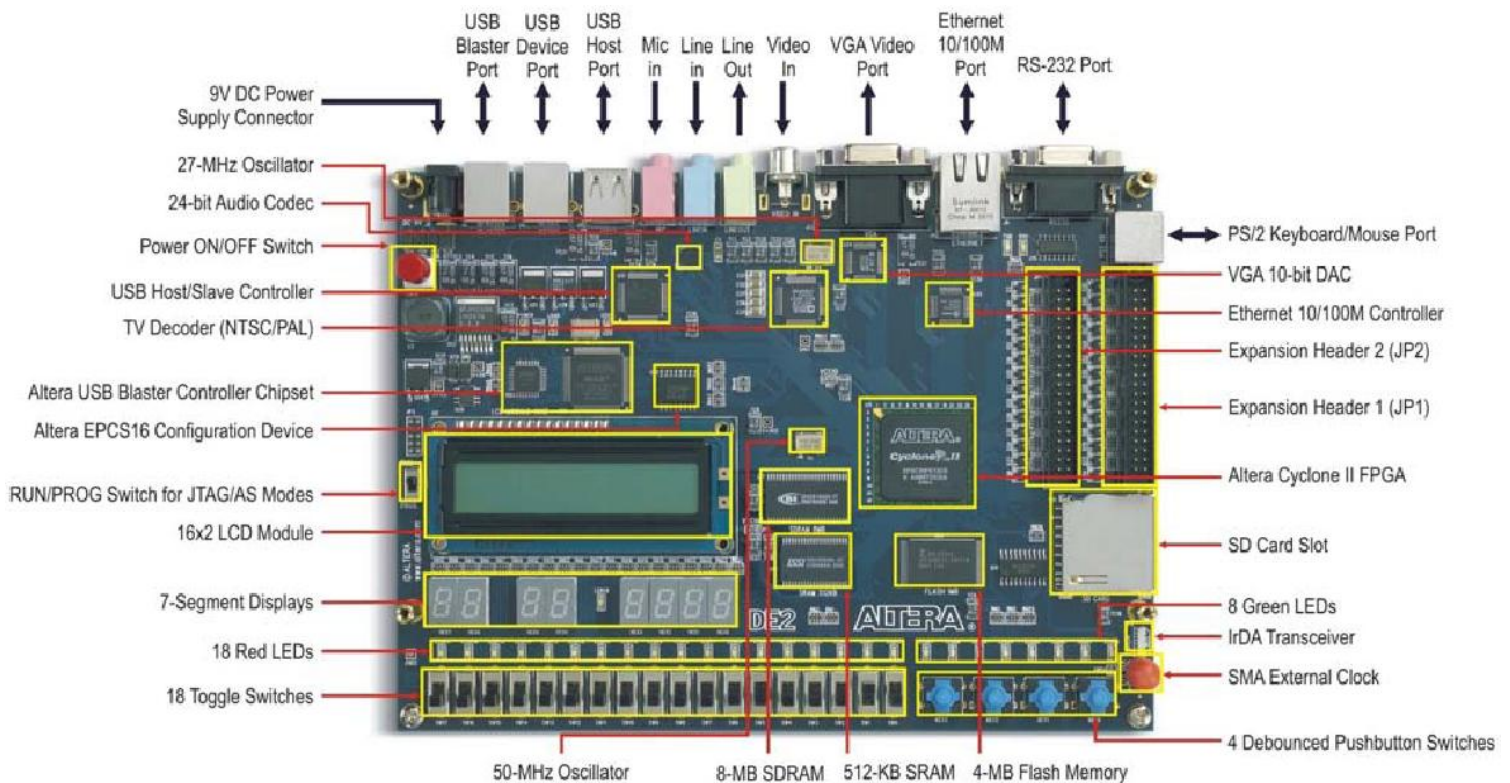 USB
Blaster
Port
USB
Device
Port
USB
Host
Port
Mic
in
Line
in
Line
Out
Video
In
VGA Video
Port
Ethernet
10/100M
Port
RS-232 Port
9V DC Power
Supply Connector
27-MHz Oscillator
24-bit Audio Codec
Power ON/OFF Switch
USB Host/Slave Controller
TV Decoder (NTSC/PAL)
Altera USB Blaster Controller Chipset
Altera EPCS16 Configuration Device
RUN/PROG Switch for JTAG/AS Modes
16x2 LCD Module
7-Segment Displays
18 Red LEDs
18 Toggle Switches
PS/2 Keyboard/Mouse Port
VGA 10-bit DAC
Ethernet 10/100M Controller
Expansion Header 2 (JP2)
Expansion Header 1 (JP1)
Altera Cyclone II FPGA
SD Card Slot
8 Green LEDs
IrDA Transceiver
SMA External Clock
4 Debounced Pushbutton Switches
50-MHz Oscillator
8-MB SDRAM
512-KB SRAM
4-MB Flash Memory
ALTERA
Cyclone II
DE2
ALTERA